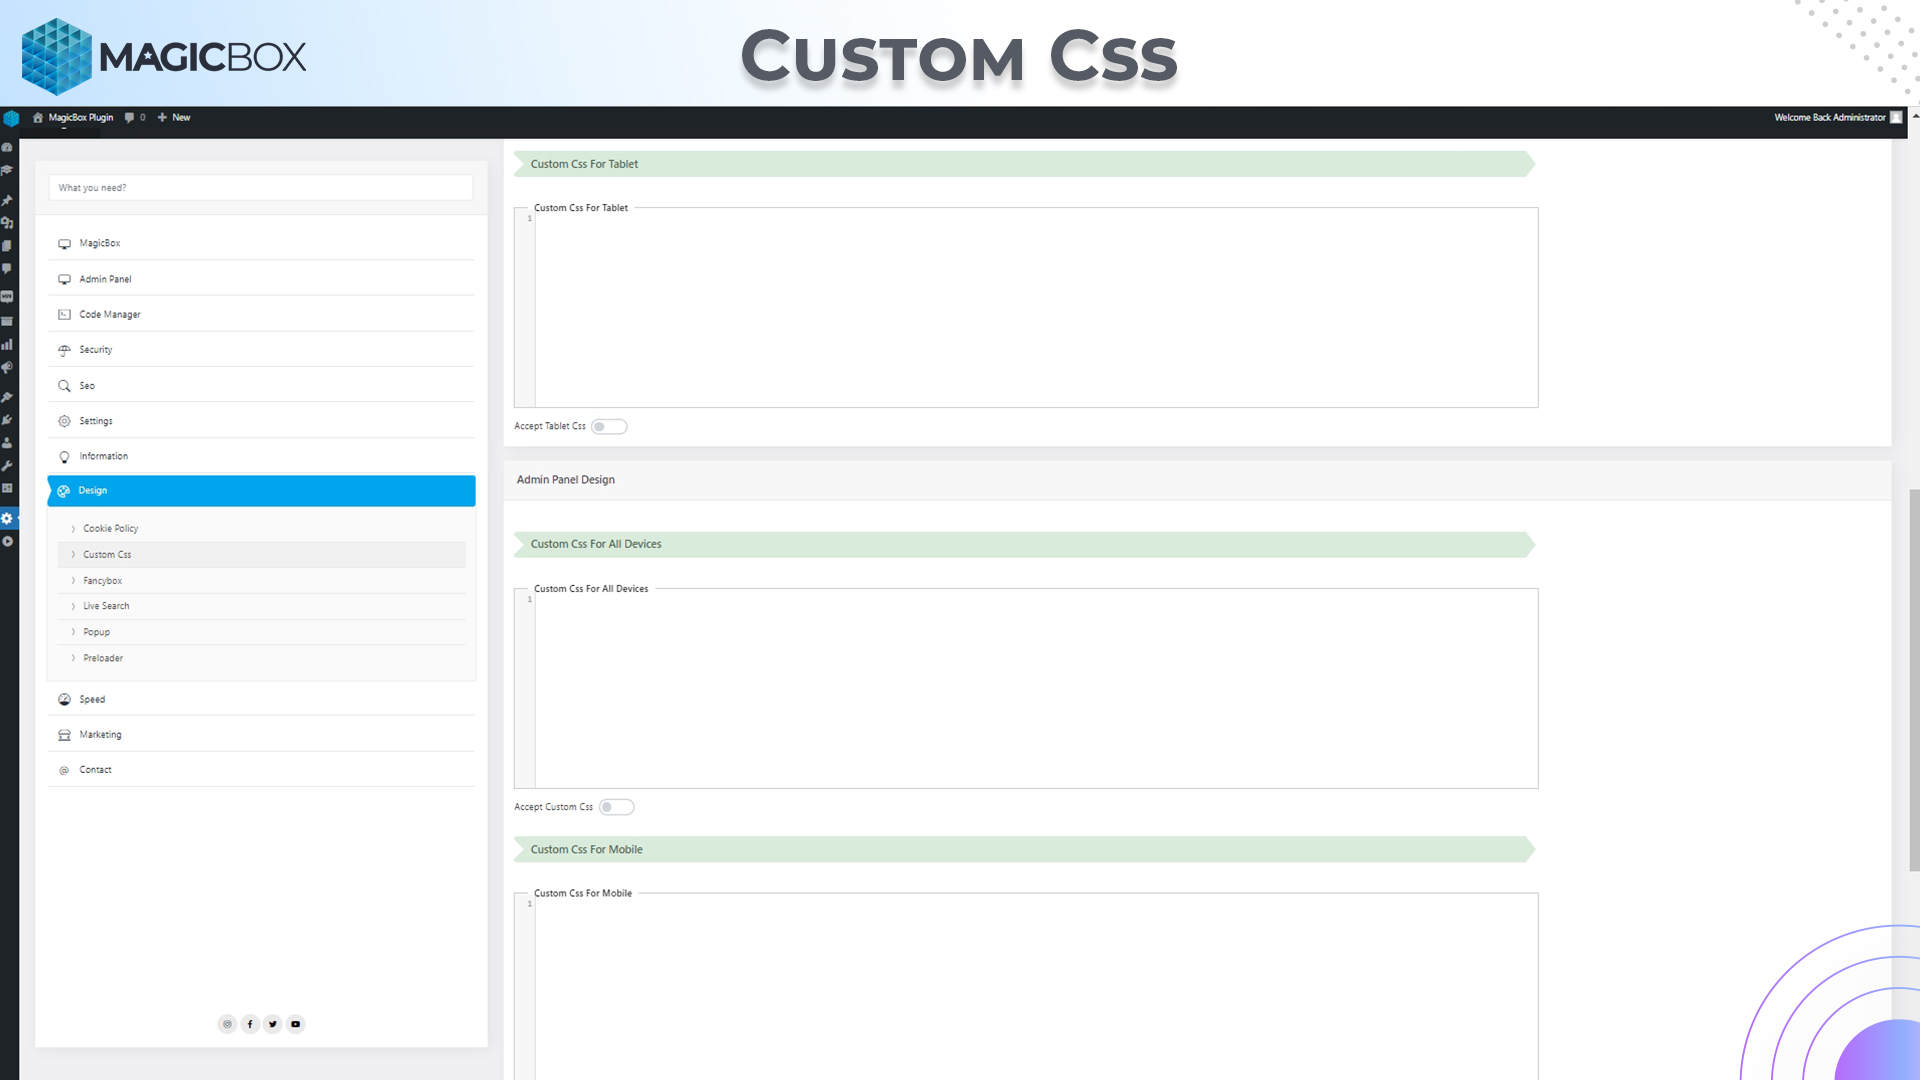 MAGICBOX
Custom Css
MagicBox Plugin 0 New
Welcome Back Administrator
What you need?
MagicBox
Admin Panel
Code Manager
Security
Seo
Settings
Information
Design
Cookie Policy
Custom Css
Fancybox
Live Search
Popup
Preloader
Speed
Marketing
Contact
Custom Css For Tablet
Custom Css For Tablet
1
Accept Tablet Css
Admin Panel Design
Custom Css For All Devices
Custom Css For All Devices
1
Accept Custom Css
Custom Css For Mobile
Custom Css For Mobile
1